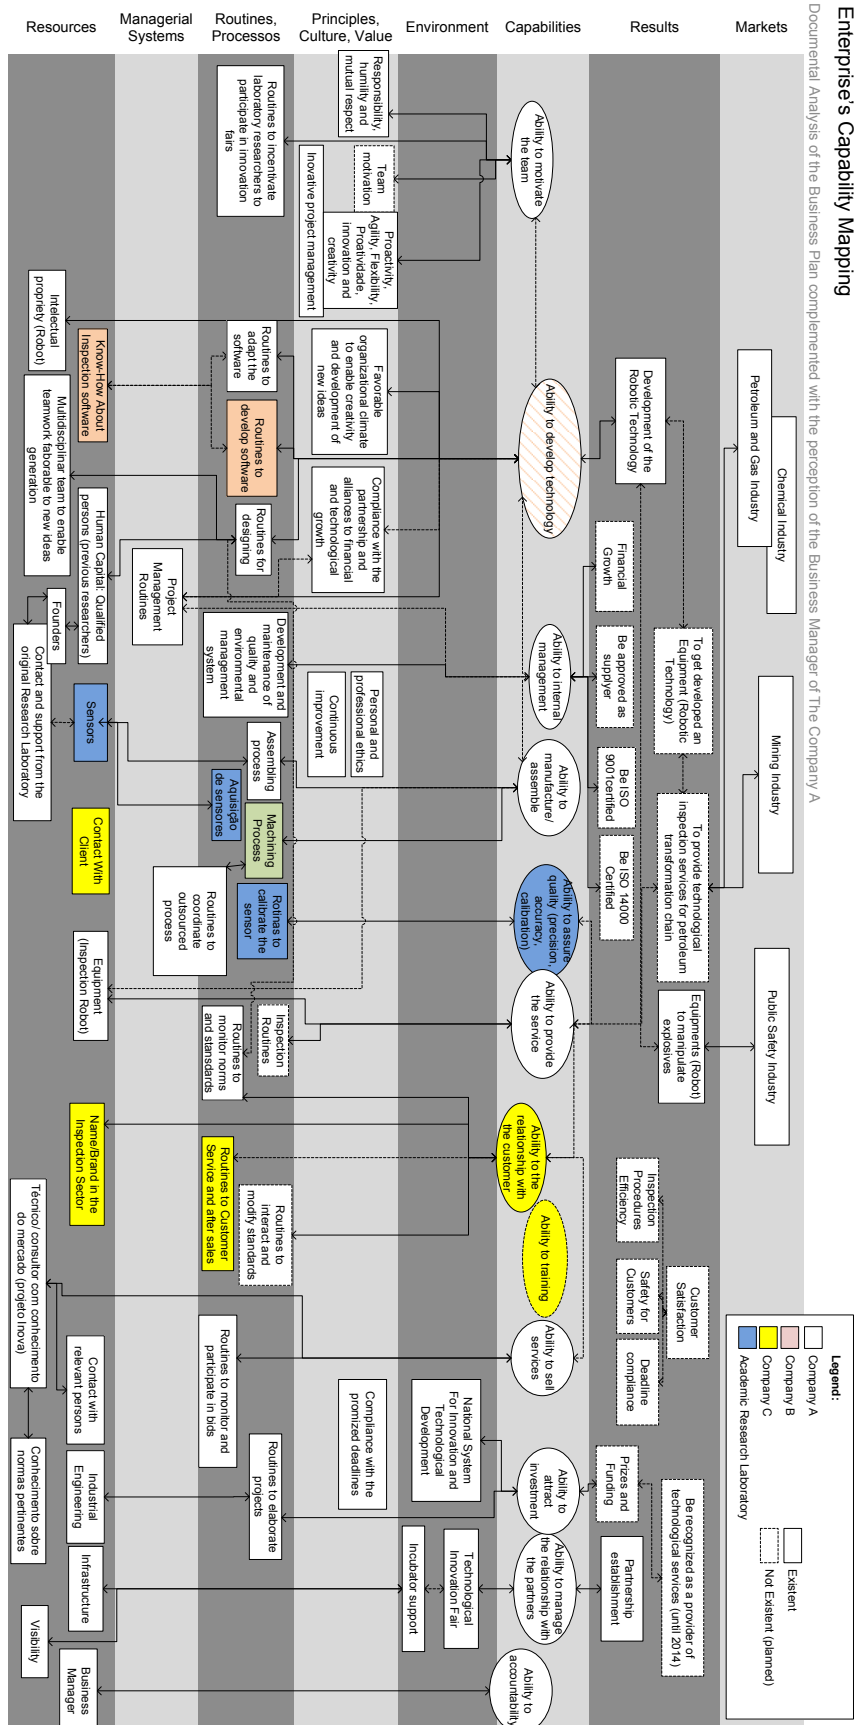 Enterprise's Capability Mapping
Documental Analysis of the Business Plan complemented with the perception of the Business Manager of The Company A
Markets
Chemical Industry
Petroleum and Gas Industry
Mining Industry
Public Safety Industry
Legend:
Company A
Company B
Company C
Academic Research Laboratory
Existent
Not Existent (planned)
Results
Development of the
Robotic Technology
To get developed an
Equipment (Robotic
Technology)
To provide technological
inspection services for petroleum
transformation chain
Equipments (Robot)
to manipulate
explosives
Financial
Growth
Be approved as
supplyer
Be ISO
9001certified
Be ISO 14000
Certified
Inspection
Procedures
Efficiency
Customer
Satisfaction
Safety for
Customers
Deadline
compliance
Prizes and
Funding
Be recognized as a provider of
technological services (until 2014)
Partnership
establishment
Capabilities
Ability to motivate
the team
Ability to develop technology
Ability to internal
management
Ability to
manufacture/
assemble
Ability to assure
quality (precision,
accuracy,
calibration)
Ability to provide
the service
Ability to the
relationship with
the customer
Ability to training
Ability to sell
services
Ability to
attract
investment
Ability to manage
the relationship with
the partners
Ability to
accountability
Environment
National System
For Innovation and
Technological
Development
Technological
Innovation Fair
Incubator support
Principles,
Culture, Value
Responsibility,
humility and
mutual respect
Team
motivation
Proactivity,
Agility, Flexibility,
Proatividade,
innovation and
creativity
Inovative project management
Favorable
organizational climate
to enable creativity
and development of
new ideas
Compliance with the
partnership and
alliances to financial
and technological
growth
Personal and
professional ethics
Continuous
improvement
Compliance with the
promized deadlines
Routines,
Processos
Routines to incentivate
laboratory researchers to
participate in innovation
fairs
Routines to
adapt the
software
Routines to
develop software
Routines for
designing
Development and
maintenance of
quality and
environmental
management
system
Assembling
process
Aquisição
de sensores
Machining
Process
Rotinas to
calibrate the
sensor
Inspection
Routines
Routines to
monitor norms
and stansdards
Routines to
interact and
modify standards
Routines to Customer
Service and after sales
Routines to monitor and
participate in bids
Routines to elaborate
projects
Managerial
Systems
Project
Management
Routines
Routines to
coordinate
outsourced
process
Resources
Intelectual
propriety (Robot)
Know-How About
Inspection software
Multidisciplinar team to enable
teamwork faborable to new ideas
generation
Human Capital: Qualified
persons (previous researchers)
Founders
Contact and support from the
original Research Laboratory
Sensors
Contact With
Client
Equipment
(Inspection Robot)
Name/Brand in the
Inspection Sector
Técnico/ consultor com conhecimento
do mercado (projeto Inova)
Contact with
relevant persons
Conhecimento sobre
normas pertinentes
Industrial
Engineering
Infrastructure
Visibility
Business
Manager